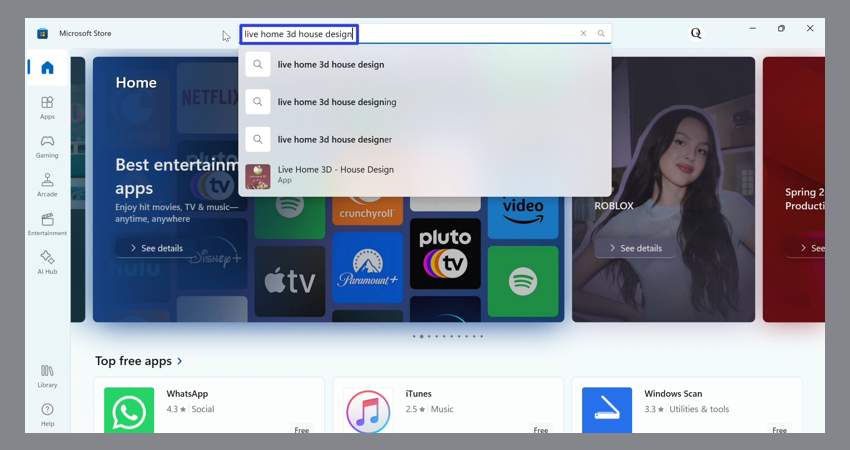 Microsoft Store
live home 3d house design
live home 3d house design
live home 3d house designing
live home 3d house designer
Live Home 3D - House Design
App
Home
Apps
Gaming
Arcade
Entertainment
AI Hub
Library
Help
NETFLIX
Best entertainm
apps
Enjoy hit movies, TV & music—
anytime, anywhere
See details
hulu
Disney+
pluto
tv
crunchyroll
video
tv
Paramount+
pluto
tv
ROBLOX
See details
Spring 2
Producti
See
Top free apps
WhatsApp
4.3 ★ Social
Free
iTunes
2.5 ★ Music
Free
Windows Scan
3.3 ★ Utilities & tools
Free